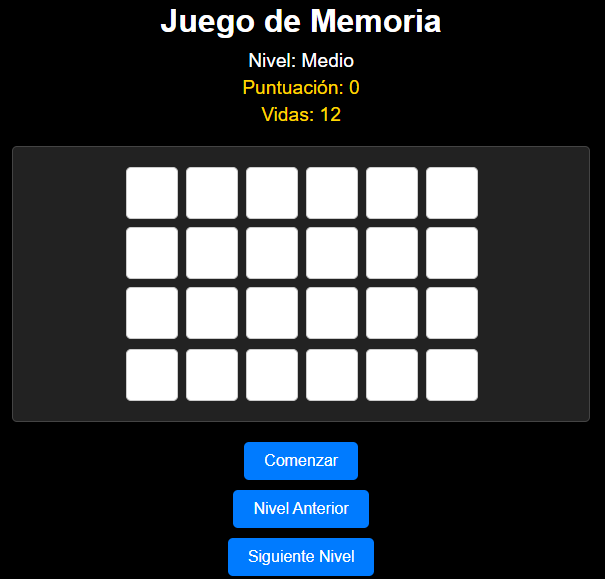 Juego de Memoria
Nivel: Medio
Puntuación: 0
Vidas: 12
Comenzar
Nivel Anterior
Siguiente Nivel